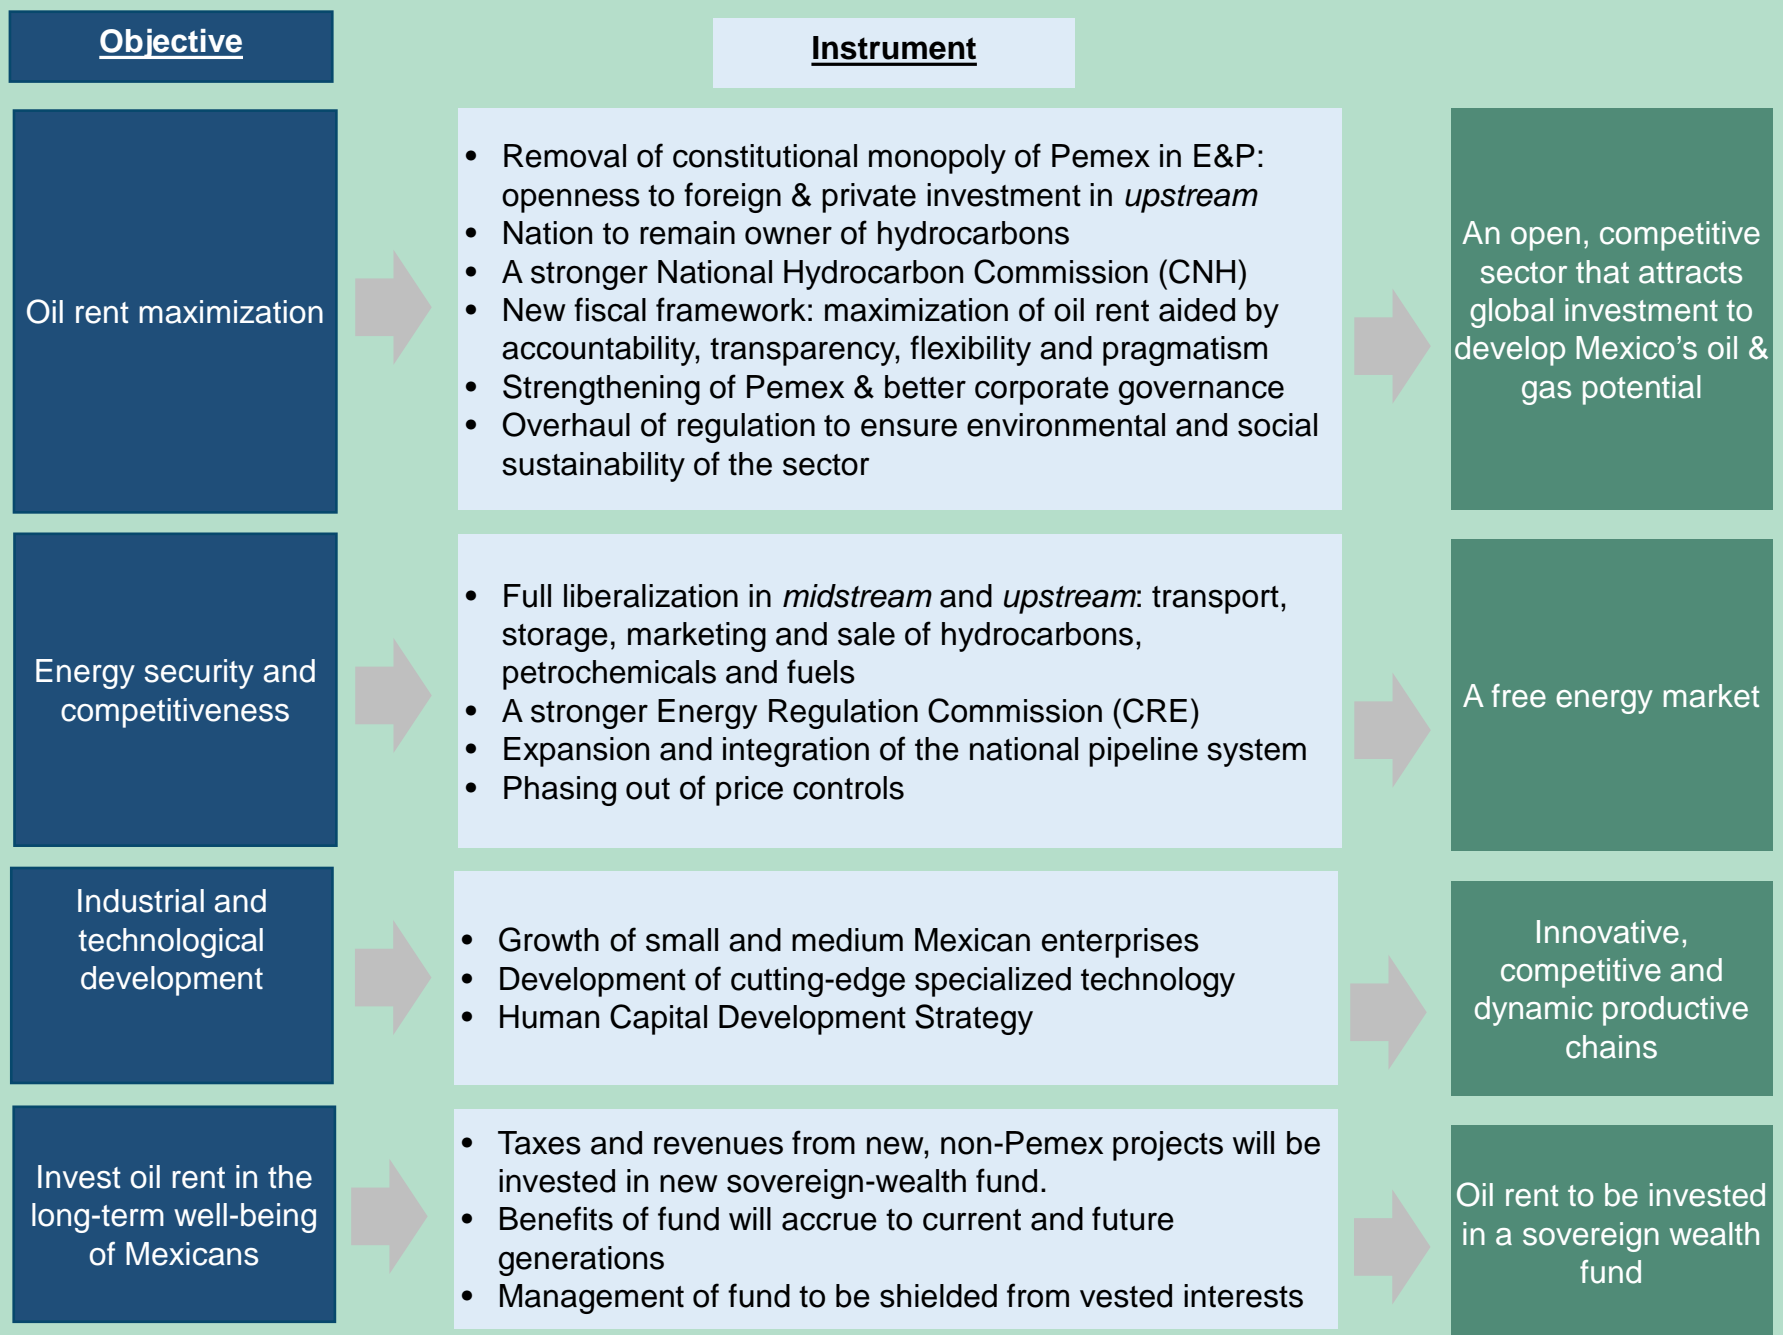 Objective
Instrument
Oil rent maximization
• Removal of constitutional monopoly of Pemex in E&P:
openness to foreign & private investment in upstream
• Nation to remain owner of hydrocarbons
• A stronger National Hydrocarbon Commission (CNH)
• New fiscal framework: maximization of oil rent aided by
accountability, transparency, flexibility and pragmatism
• Strengthening of Pemex & better corporate governance
• Overhaul of regulation to ensure environmental and social
sustainability of the sector
An open, competitive
sector that attracts
global investment to
develop Mexico’s oil &
gas potential
Energy security and
competitiveness
• Full liberalization in midstream and upstream: transport,
storage, marketing and sale of hydrocarbons,
petrochemicals and fuels
• A stronger Energy Regulation Commission (CRE)
• Expansion and integration of the national pipeline system
• Phasing out of price controls
A free energy market
Industrial and
technological
development
• Growth of small and medium Mexican enterprises
• Development of cutting-edge specialized technology
• Human Capital Development Strategy
Innovative,
competitive and
dynamic productive
chains
Invest oil rent in the
long-term well-being
of Mexicans
• Taxes and revenues from new, non-Pemex projects will be
invested in new sovereign-wealth fund.
• Benefits of fund will accrue to current and future
generations
• Management of fund to be shielded from vested interests
Oil rent to be invested
in a sovereign wealth
fund